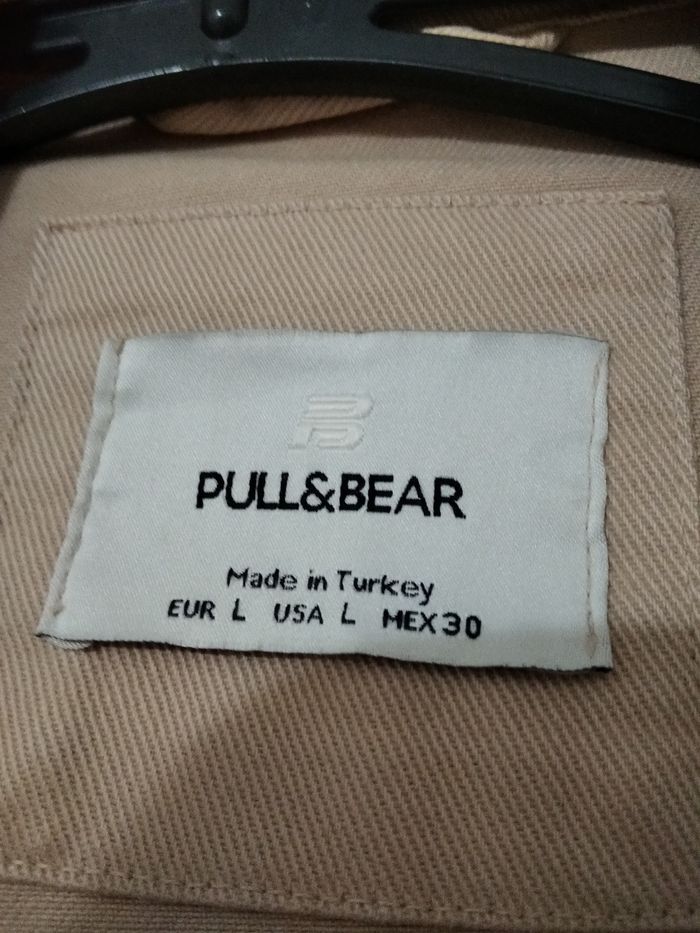 PULL&BEAR
Made in Turkey
EUR L USA L MEX 30